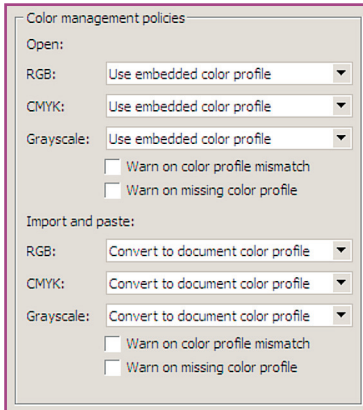 Color management policies
Open:
RGB: Use embedded color profile
CMYK: Use embedded color profile
Grayscale: Use embedded color profile
Warn on color profile mismatch
Warn on missing color profile
Import and paste:
RGB: Convert to document color profile
CMYK: Convert to document color profile
Grayscale: Convert to document color profile
Warn on color profile mismatch
Warn on missing color profile